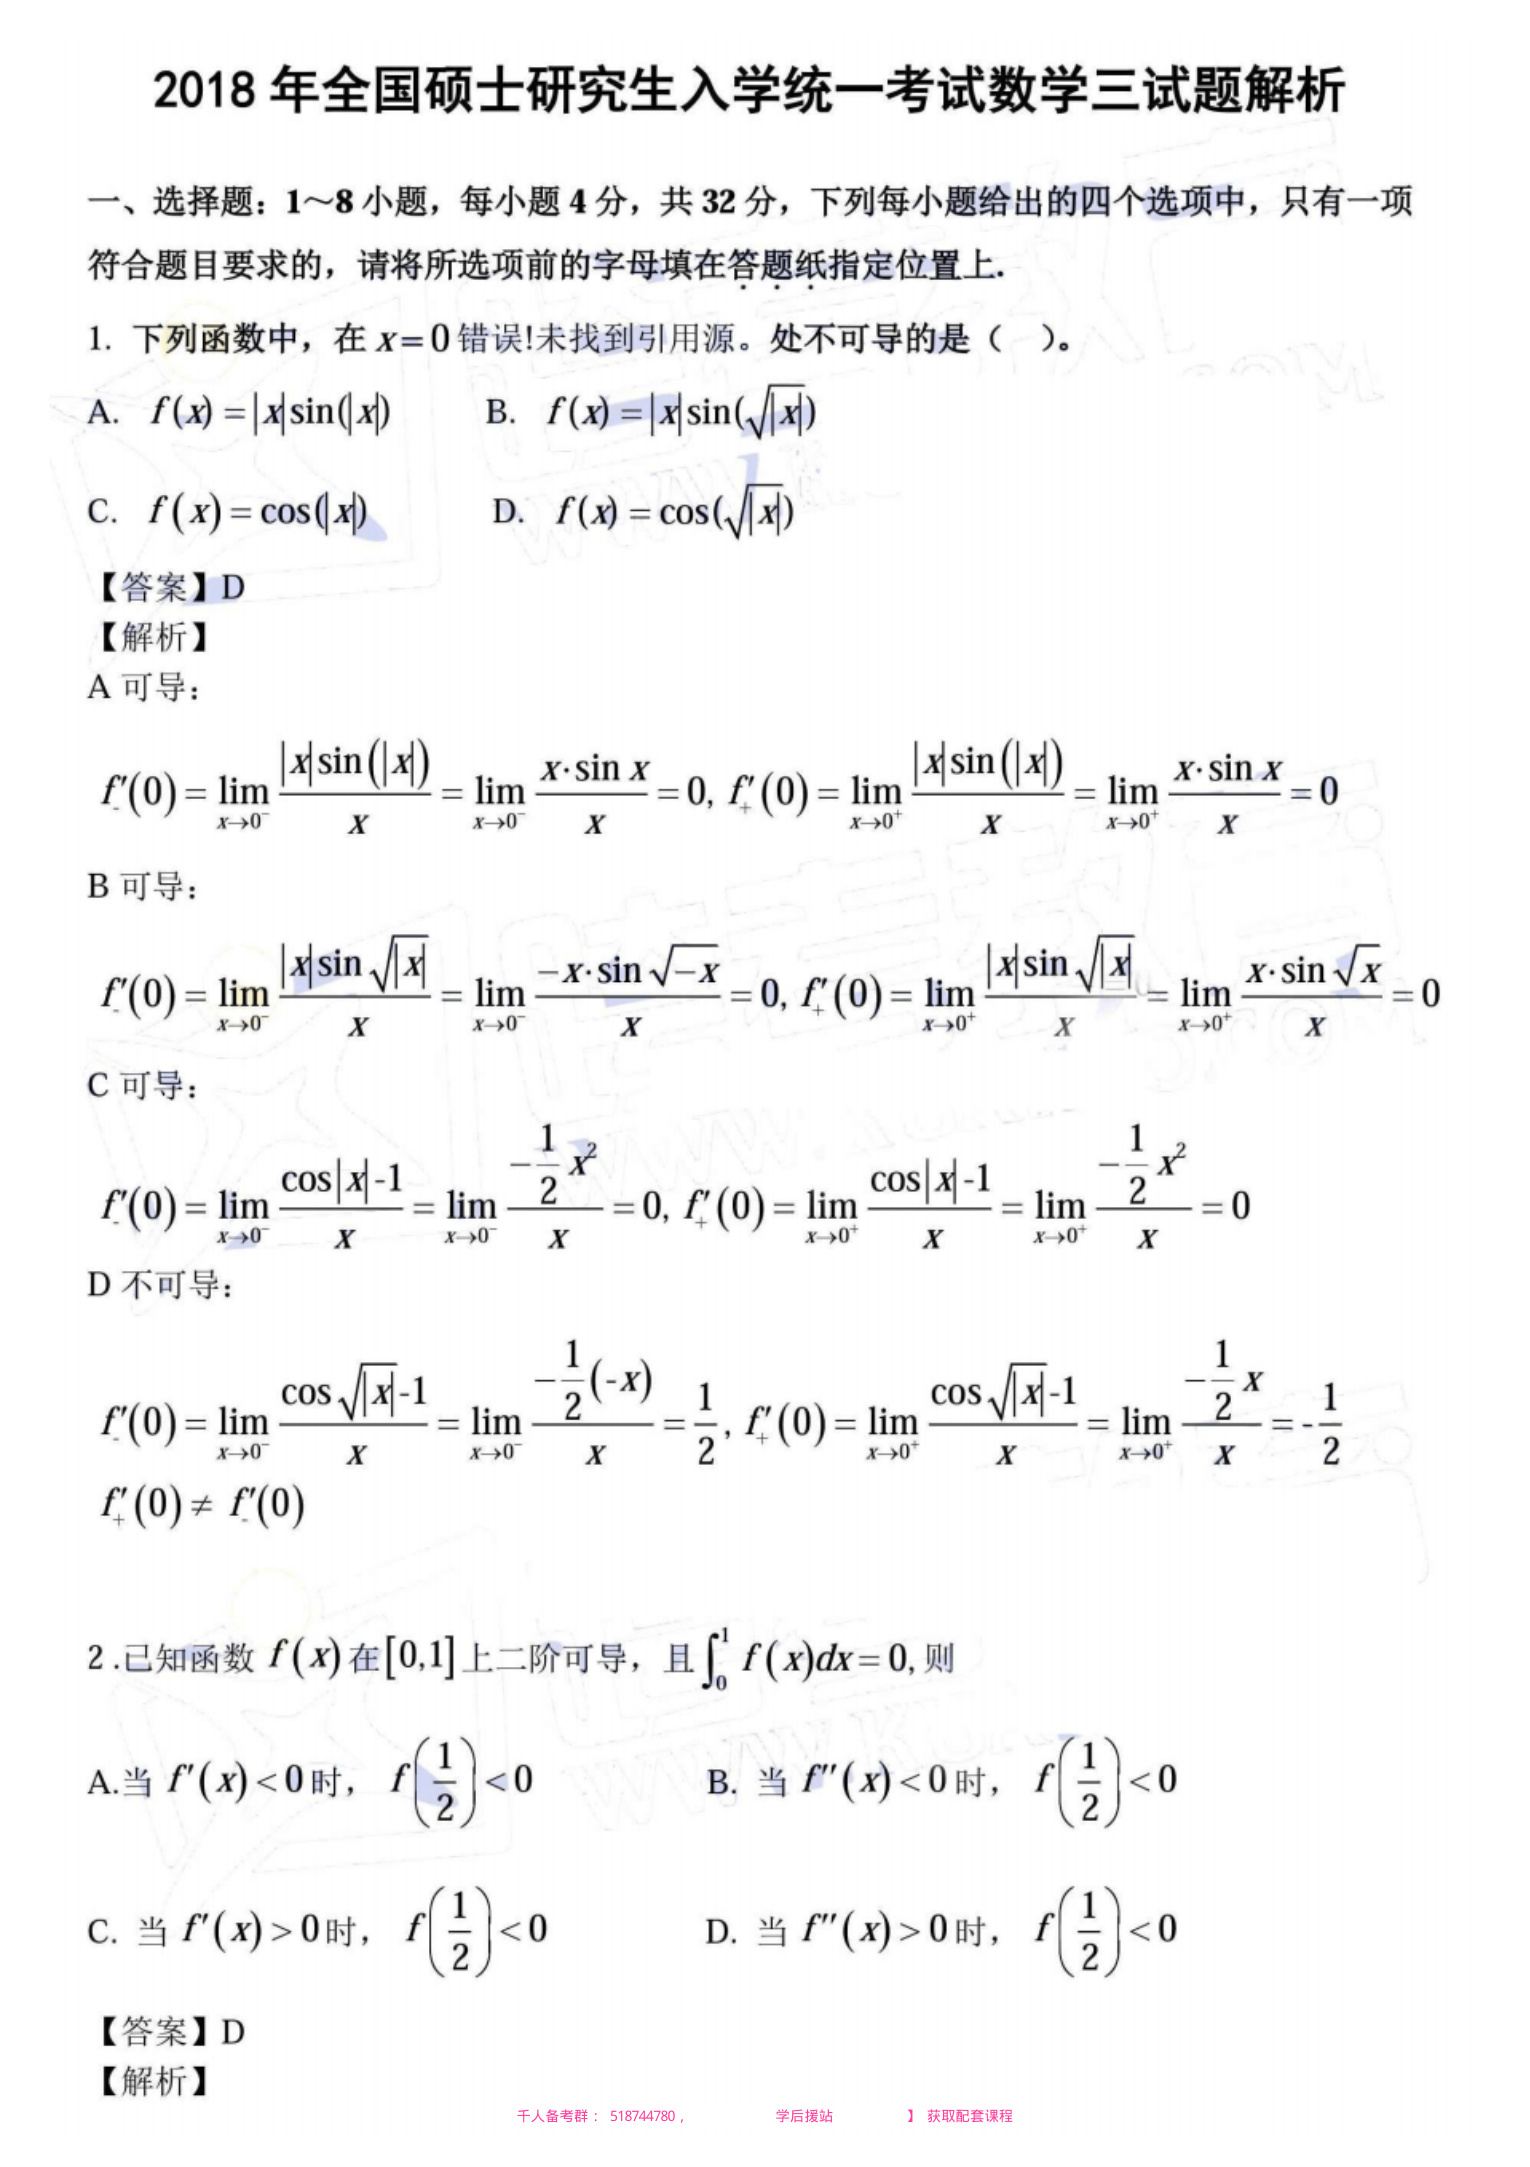 2018 年全国硕士研究生入学统一考试数学三试题解析
一、选择题：1～8 小题，每小题 4 分，共 32 分，下列每小题给出的四个选项中，只有一项
符合题目要求的，请将所选项前的字母填在答题纸指定位置上.
1. 下列函数中，在 x=0 错误!未找到引用源。处不可导的是（ ）。
A. f(x)=|x|sin(|x|) B. f(x)=|x|sin(√|x|)
C. f(x)=cos(|x|) D. f(x)=cos(√|x|)
【答案】D
【解析】
A 可导：
f′₋(0)=lim_{x→0⁻} |x|sin(|x|)/x = lim_{x→0⁻} x·sin x/x = 0, f′₊(0)=lim_{x→0⁺} |x|sin(|x|)/x = lim_{x→0⁺} x·sin x/x = 0
B 可导：
f′₋(0)=lim_{x→0⁻} |x|sin√|x|/x = lim_{x→0⁻} −x·sin√−x/x = 0, f′₊(0)=lim_{x→0⁺} |x|sin√|x|/x = lim_{x→0⁺} x·sin√x/x = 0
C 可导：
f′₋(0)=lim_{x→0⁻} cos|x|-1/x = lim_{x→0⁻} −1/2 x²/x = 0, f′₊(0)=lim_{x→0⁺} cos|x|-1/x = lim_{x→0⁺} −1/2 x²/x = 0
D 不可导：
f′₋(0)=lim_{x→0⁻} cos√|x|-1/x = lim_{x→0⁻} −1/2(-x)/x = 1/2, f′₊(0)=lim_{x→0⁺} cos√|x|-1/x = lim_{x→0⁺} −1/2 x/x = -1/2
f′₊(0)≠f′₋(0)
2 .已知函数 f(x)在[0,1]上二阶可导，且∫₀¹ f(x)dx=0,则
A.当 f′(x)<0时， f(1/2)<0 B. 当 f″(x)<0时， f(1/2)<0
C. 当 f′(x)>0时， f(1/2)<0 D. 当 f″(x)>0时， f(1/2)<0
【答案】D
【解析】
千人备考群： 518744780， 学后援站 】 获取配套课程